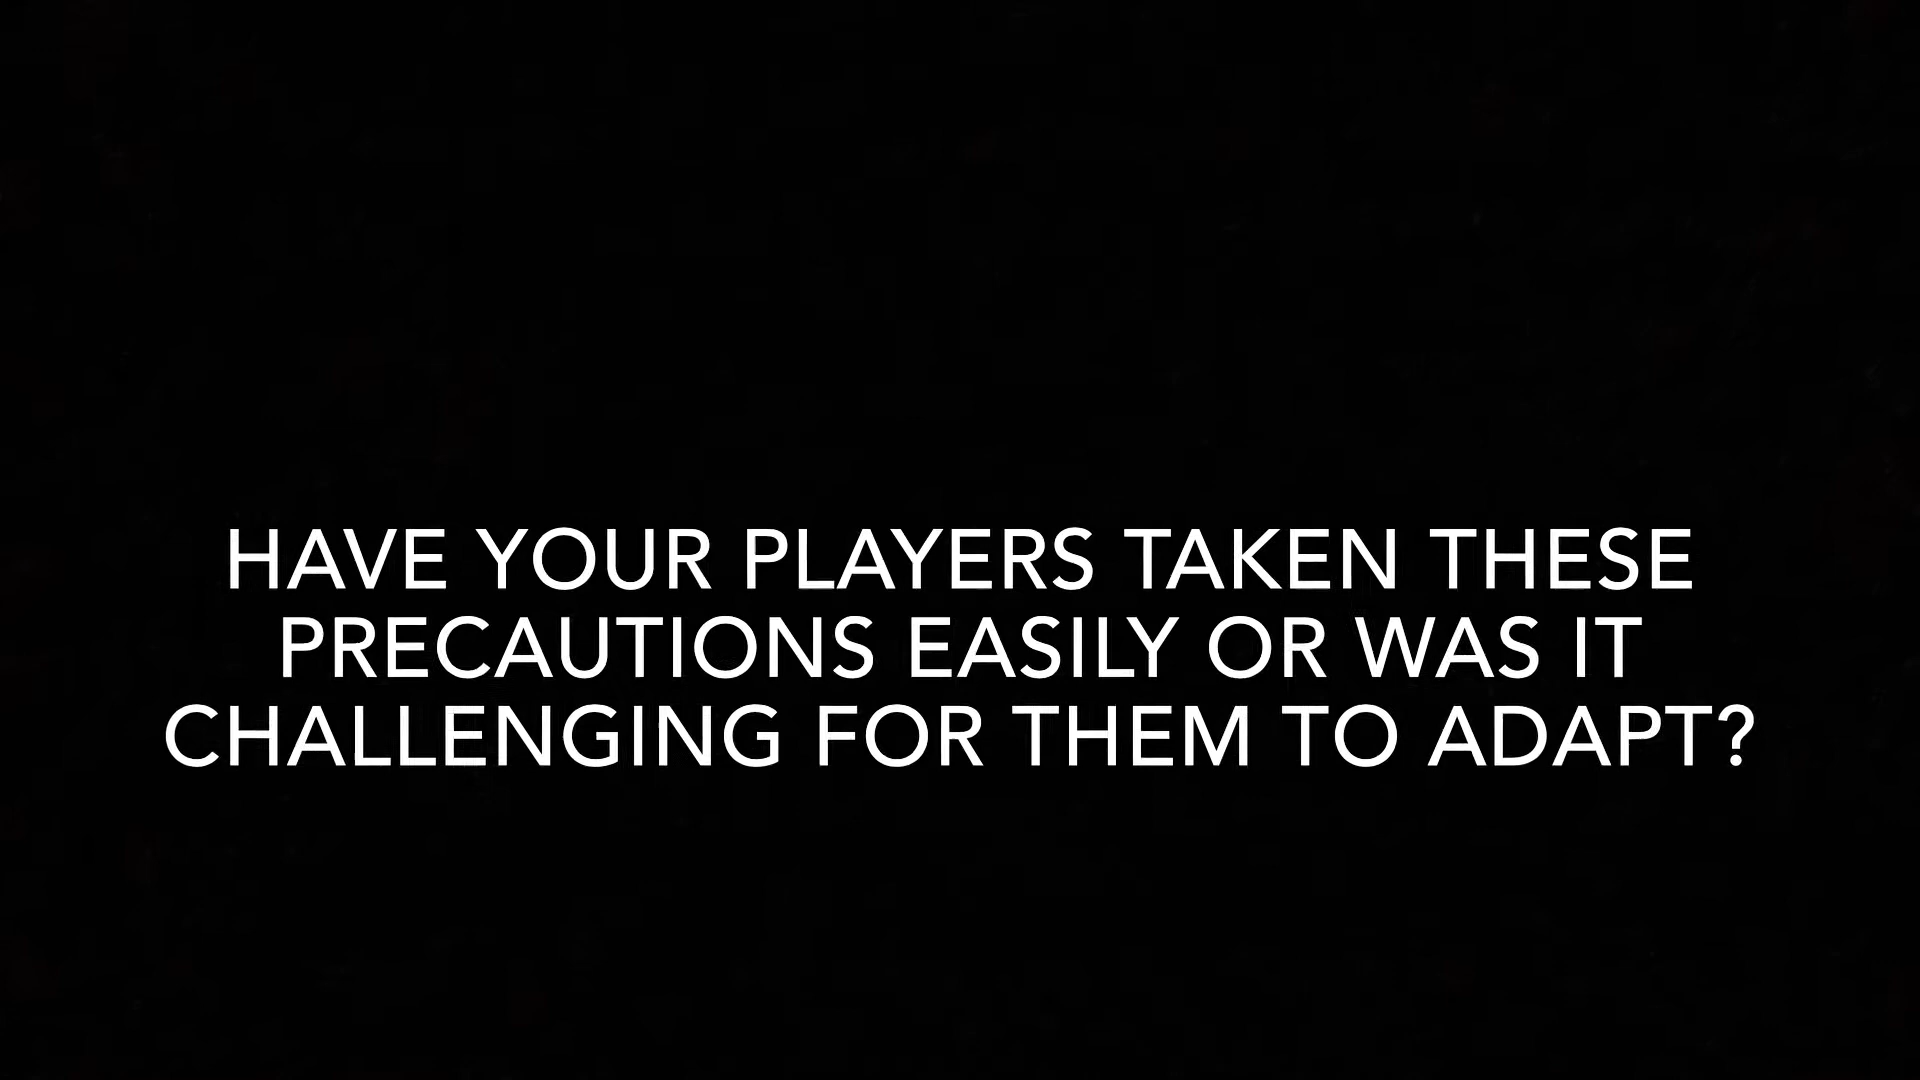 HAVE YOUR PLAYERS TAKEN THESE
PRECAUTIONS EASILY OR WAS IT
CHALLENGING FOR THEM TO ADAPT?